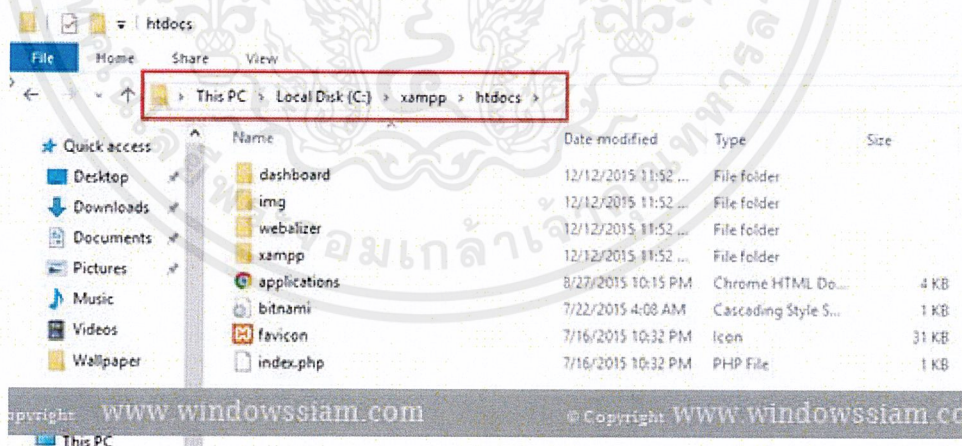 htdocs
File Home Share View
This PC > Local Disk (C:) > xampp > htdocs >
Name Date modified Type Size
Quick access
Desktop
Downloads
Documents
Pictures
Music
Videos
Wallpaper
This PC
dashboard 12/12/2015 11:52 ... File folder
img 12/12/2015 11:52 ... File folder
webalizer 12/12/2015 11:52 ... File folder
xampp 12/12/2015 11:52 ... File folder
applications 8/27/2015 10:15 PM Chrome HTML Do... 4 KB
bitnami 7/22/2015 4:08 AM Cascading Style S... 1 KB
favicon 7/16/2015 10:32 PM Icon 31 KB
index.php 7/16/2015 10:32 PM PHP File 1 KB
opyright www.windowssiam.com © Copyright www.windowssiam.co